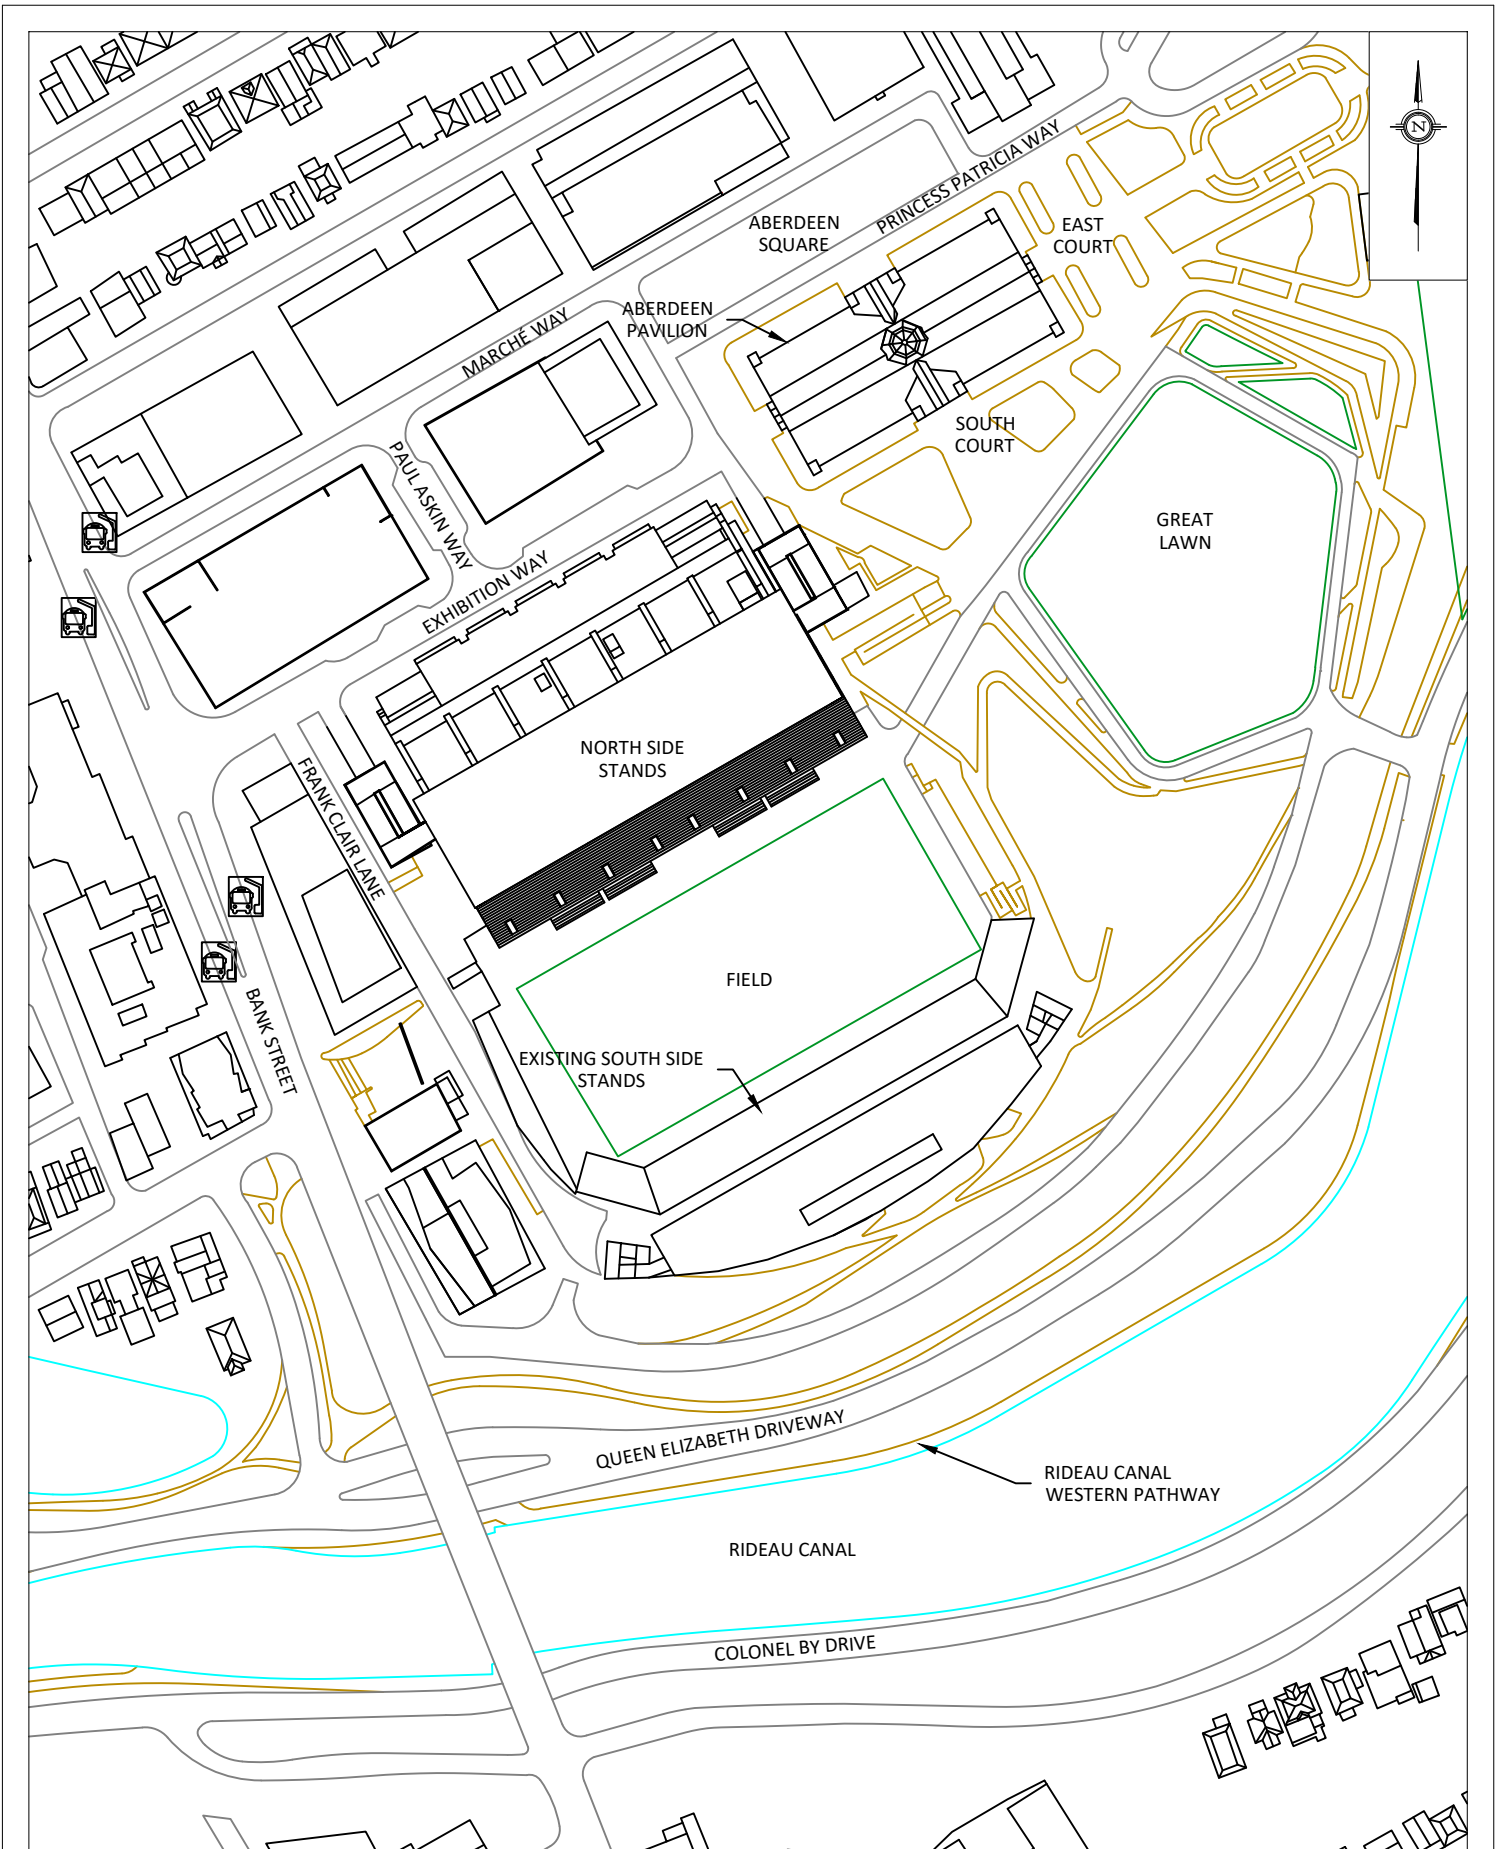 N
PRINCESS PATRICIA WAY
ABERDEEN
SQUARE
EAST
COURT
ABERDEEN
PAVILION
MARCHÉ WAY
SOUTH
COURT
PAUL ASKIN WAY
GREAT
LAWN
EXHIBITION WAY
NORTH SIDE
STANDS
FRANK CLAIR LANE
FIELD
BANK STREET
EXISTING SOUTH SIDE
STANDS
QUEEN ELIZABETH DRIVEWAY
RIDEAU CANAL
WESTERN PATHWAY
RIDEAU CANAL
COLONEL BY DRIVE